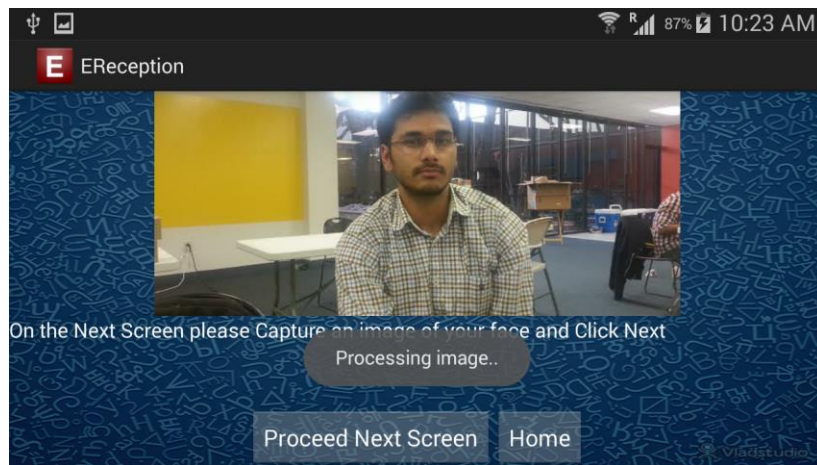 R 87% 10:23 AM
E EReception
On the Next Screen please Capture an image of your face and Click Next
Processing image..
Proceed Next Screen Home
Vladstudio